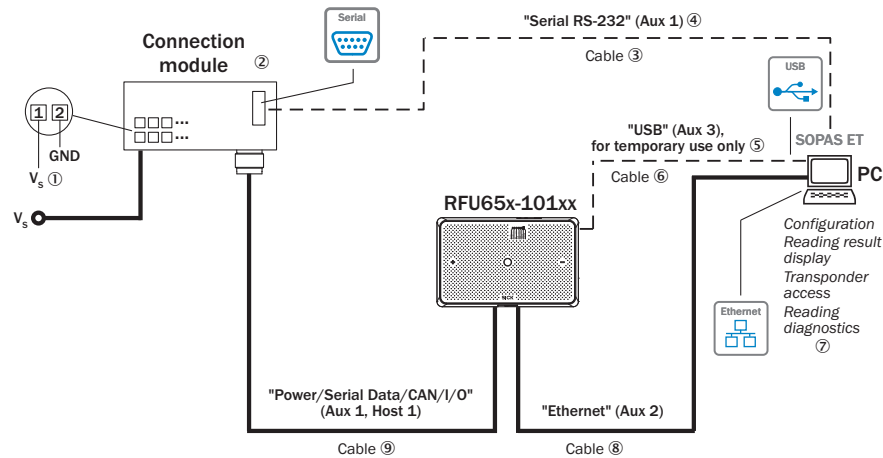 Serial
"Serial RS-232" (Aux 1) ④
Connection
module ②
Cable ③
USB
1 2
...
...
"USB" (Aux 3),
for temporary use only ⑤
SOPAS ET
GND
Vs ①
Cable ⑥
PC
RFU65x-101xx
Vs
Configuration
Reading result
display
Transponder
access
Reading
diagnostics
⑦
SICK
Ethernet
"Power/Serial Data/CAN/I/O"
(Aux 1, Host 1)
"Ethernet" (Aux 2)
Cable ⑨
Cable ⑧